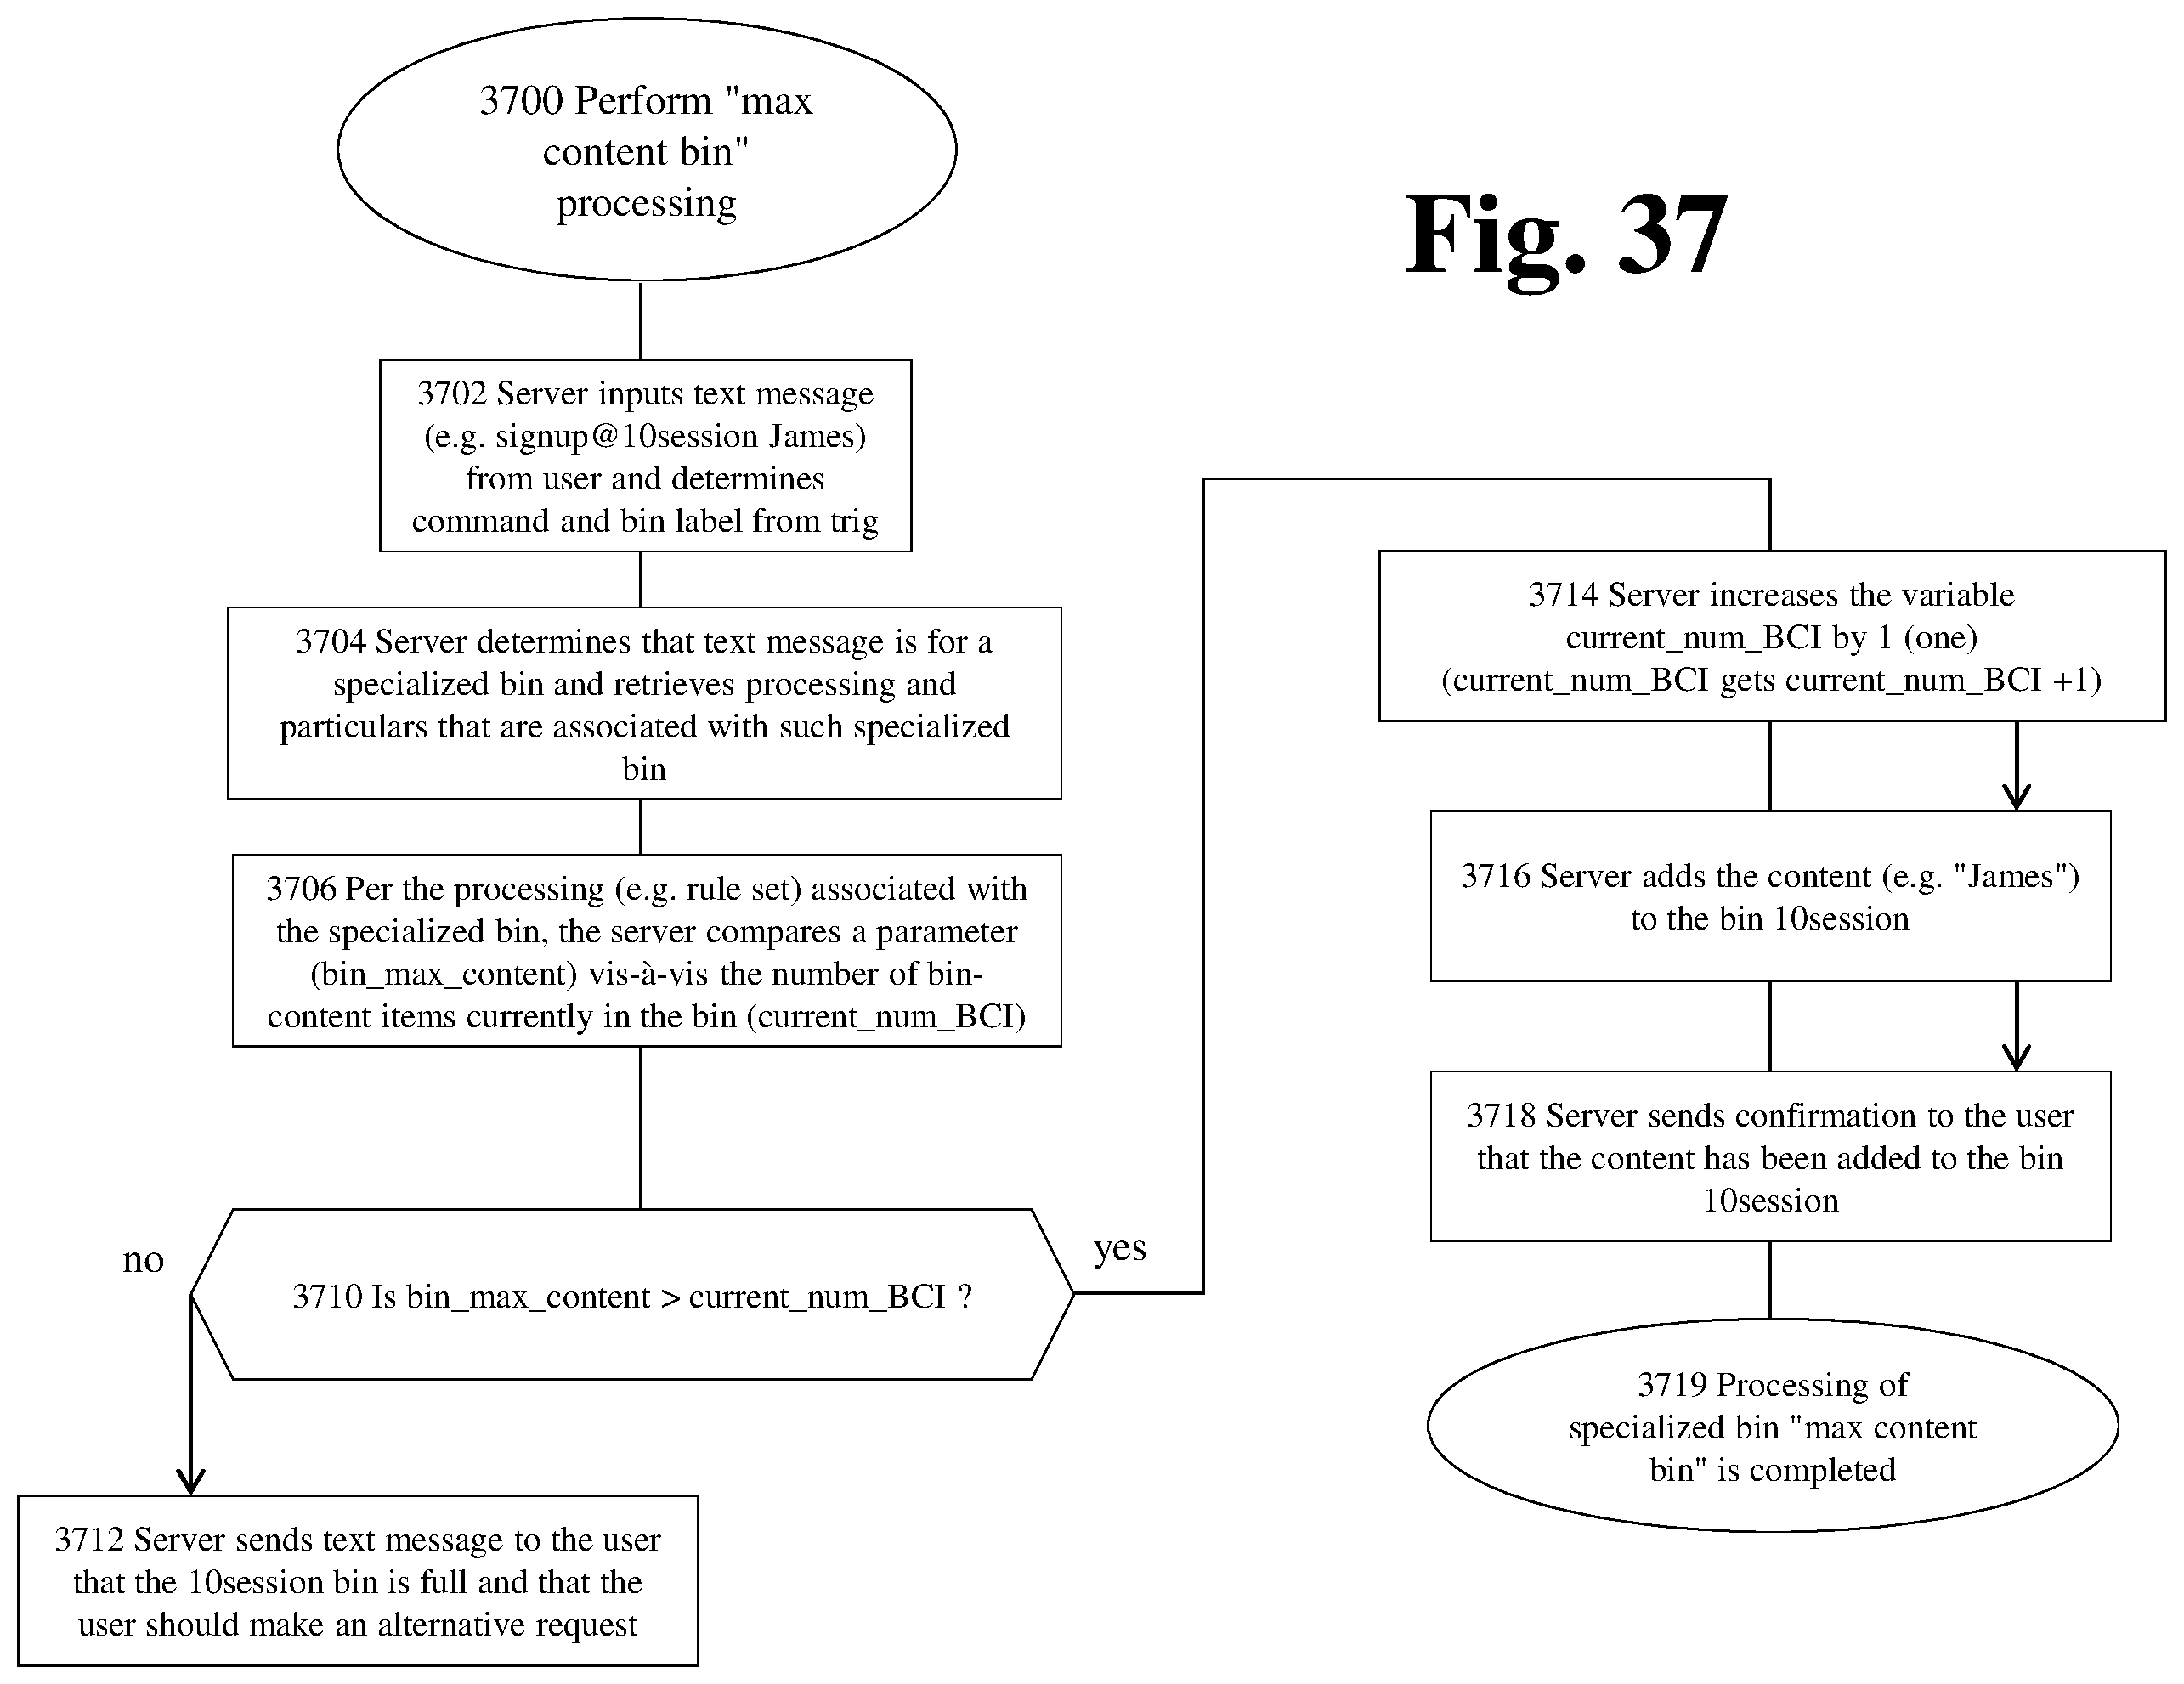 3700 Perform "max
content bin"
processing
Fig. 37
3702 Server inputs text message
(e.g. signup@10session James)
from user and determines
command and bin label from trig
3704 Server determines that text message is for a
specialized bin and retrieves processing and
particulars that are associated with such specialized
bin
3706 Per the processing (e.g. rule set) associated with
the specialized bin, the server compares a parameter
(bin_max_content) vis-à-vis the number of bin-
content items currently in the bin (current_num_BCI)
no
3710 Is bin_max_content > current_num_BCI ?
yes
3712 Server sends text message to the user
that the 10session bin is full and that the
user should make an alternative request
3714 Server increases the variable
current_num_BCI by 1 (one)
(current_num_BCI gets current_num_BCI +1)
3716 Server adds the content (e.g. "James")
to the bin 10session
3718 Server sends confirmation to the user
that the content has been added to the bin
10session
3719 Processing of
specialized bin "max content
bin" is completed